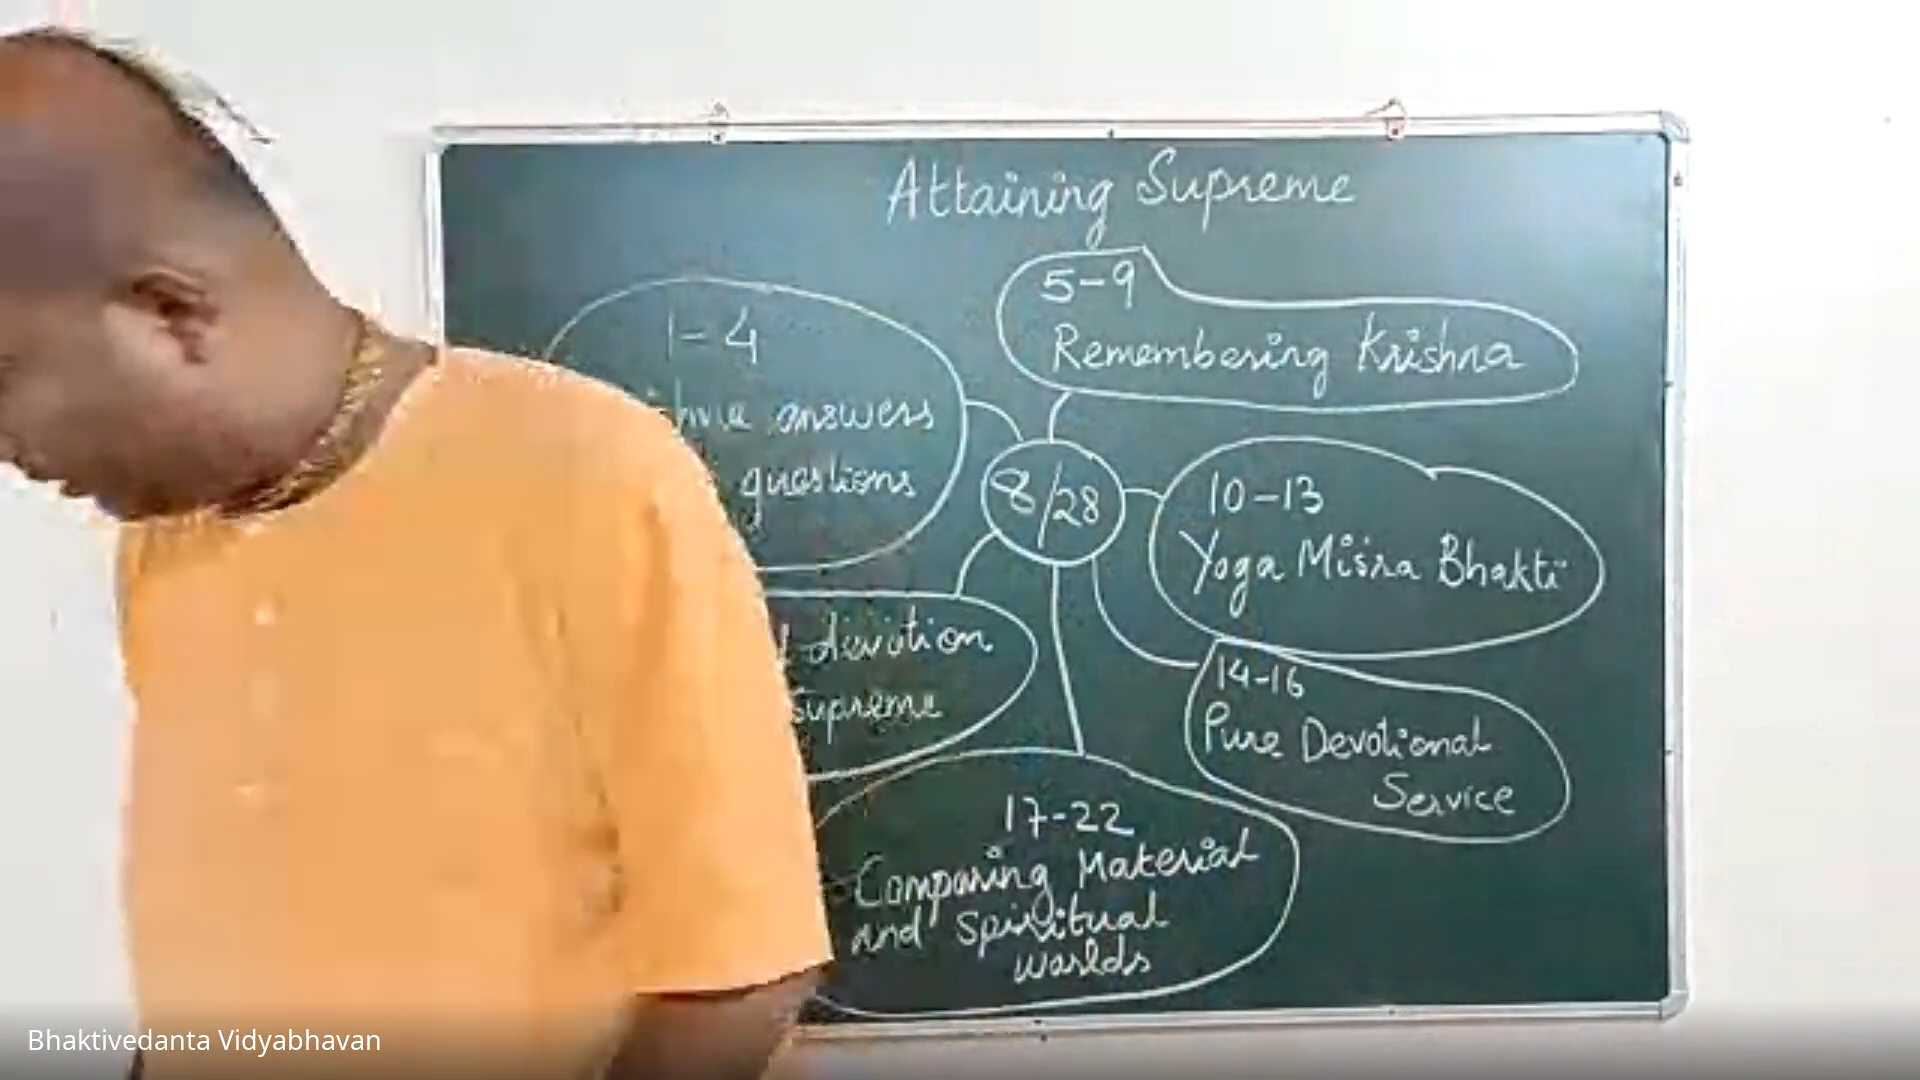 Attaining Supreme
1-4
answers
questions
5-9
Remembering Krishna
8/28
10-13
Yoga Misra Bhakti
14-16
Pure Devotional
Service
devotion
Supreme
17-22
Comparing Material
and Spiritual
worlds
Bhaktivedanta Vidyabhavan